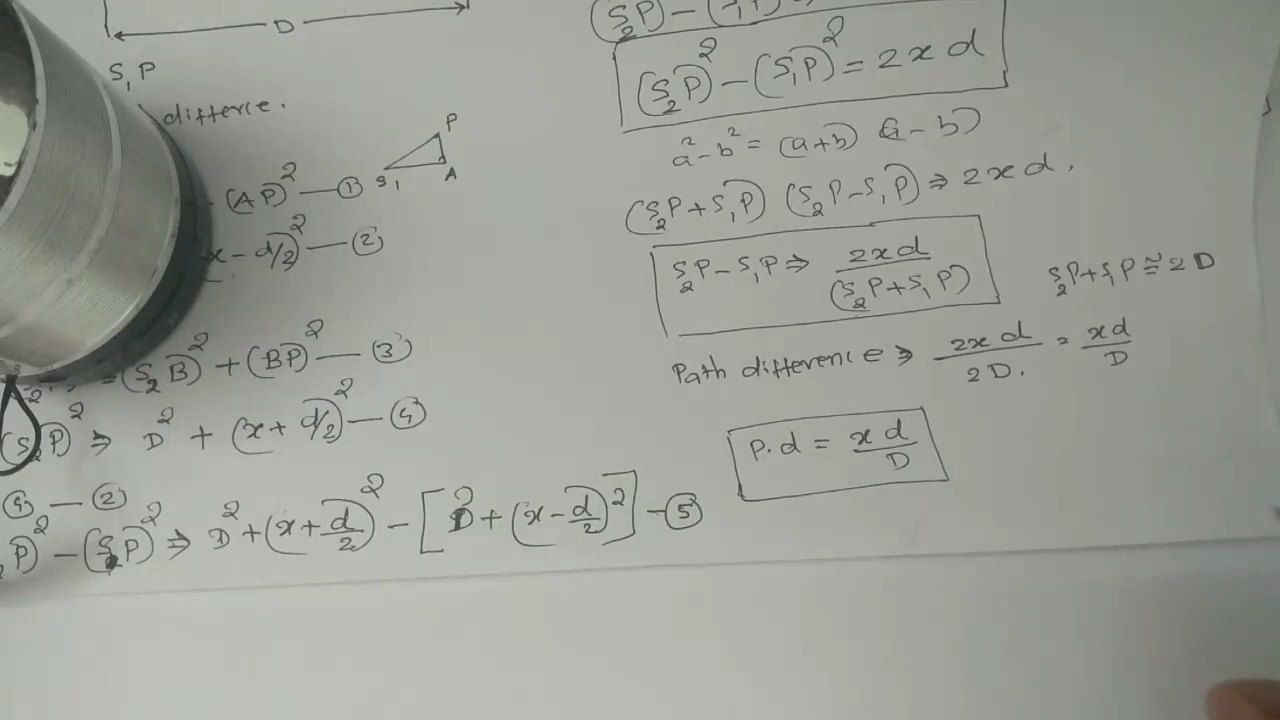 D
S₁P
difference.
P
S₁
A
(AP)² — ①
x - d/2)² — ②
= (S₂B)² + (BP)² — ③
(S₂P)² ⇒ D² + (x + d/2)² — ④
④ — ②
P)² - (S₁P)² ⇒ D² + (x + d/2)² - [D² + (x - d/2)²] — ⑤
(S₂P) - (
(S₂P)² - (S₁P)² = 2xd
a² - b² = (a+b) (a-b)
(S₂P + S₁P) (S₂P - S₁P) ⇒ 2xd.
S₂P - S₁P ⇒ 2xd / (S₂P + S₁P)
S₂P + S₁P ≅ 2D
Path difference ⇒ 2xd / 2D. = xd / D
P.d = xd / D